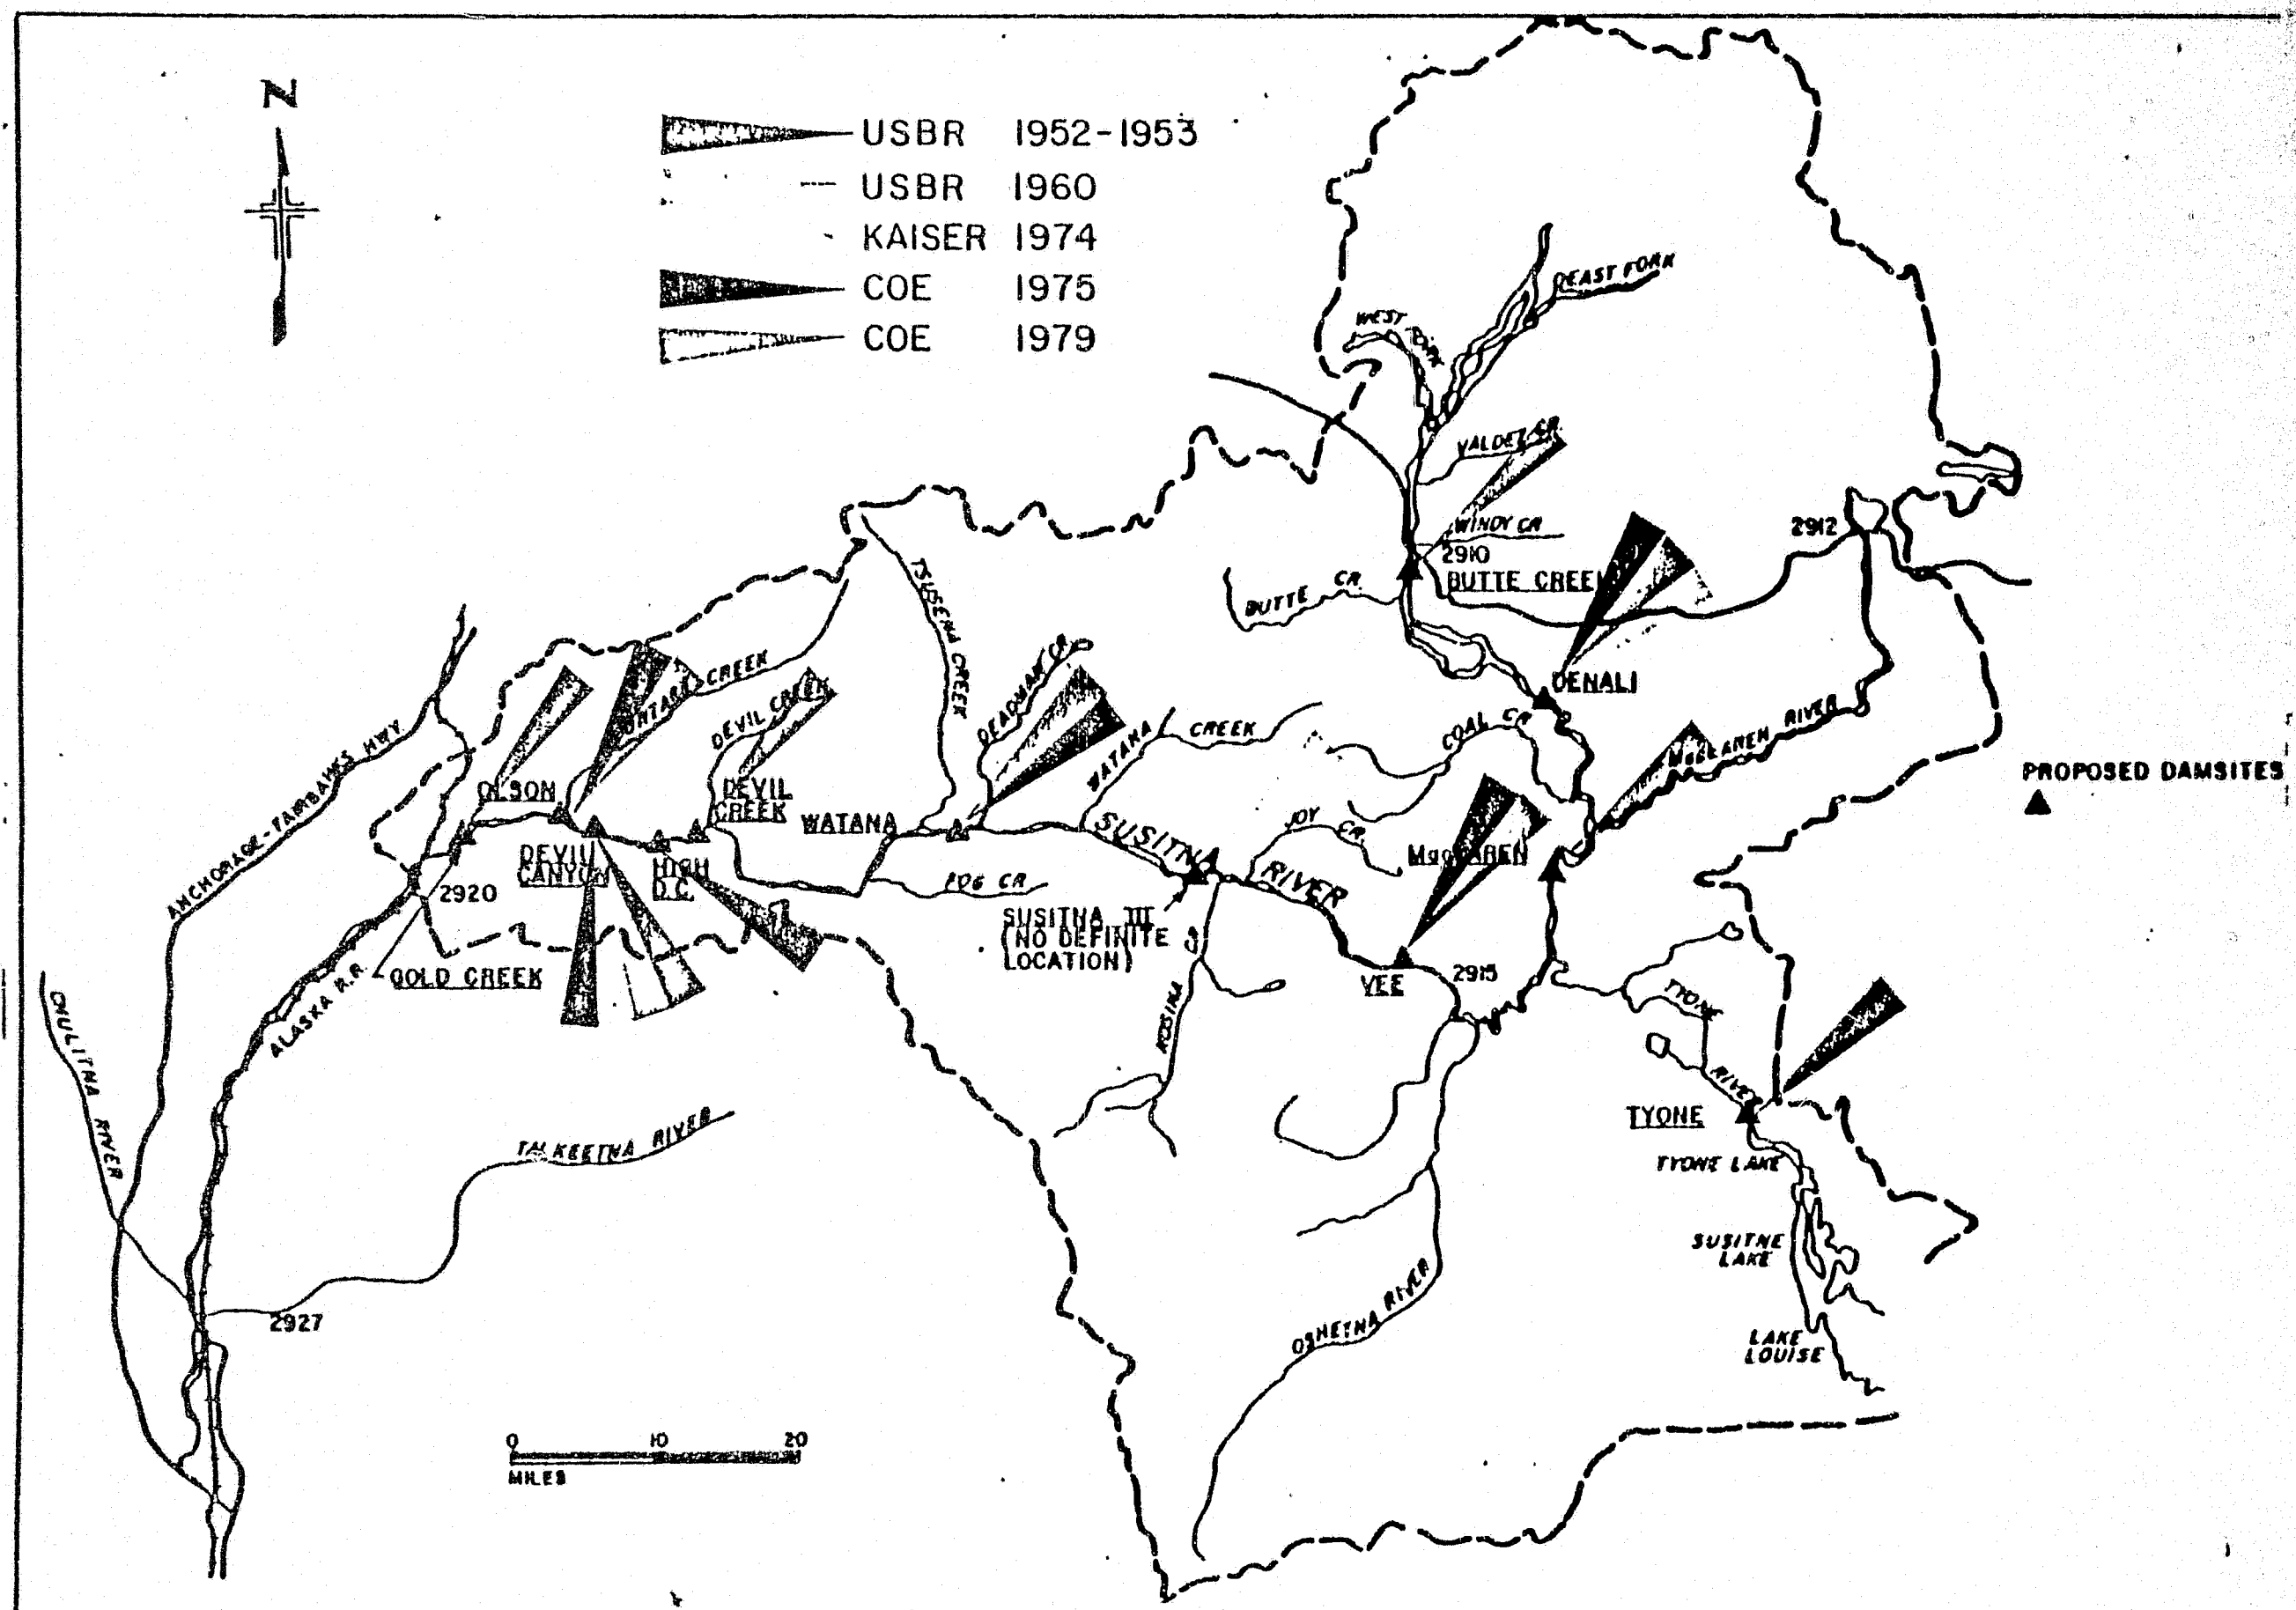 N
USBR 1952-1953
USBR 1960
KAISER 1974
COE 1975
COE 1979
EAST FORK
WEST FORK
VALDEZ CR.
WINDY CR
2910
BUTTE CREEK
BUTTE CR.
2912
DENALI
TSUSENA CREEK
DEADMAN CR
CREEK
DEVIL CREEK
WATANA CREEK
COAL CR
McCLAREN RIVER
PROPOSED DAMSITES
ANCHORAGE-FAIRBANKS HWY.
OLSON
DEVIL
CREEK
WATANA
SUSITNA RIVER
JOY CR.
MacLAREN
DEVIL
CANYON
HIGH
D.C.
2920
FOG CR
SUSITNA III
(NO DEFINITE
LOCATION)
GOLD CREEK
ALASKA R.R.
VEE
2915
KOSINA
TYONE RIVER
CHULITNA RIVER
TALKEETNA RIVER
TYONE
TYONE LAKE
SUSITNE
LAKE
OSHETNA RIVER
2927
LAKE
LOUISE
0 10 20
MILES